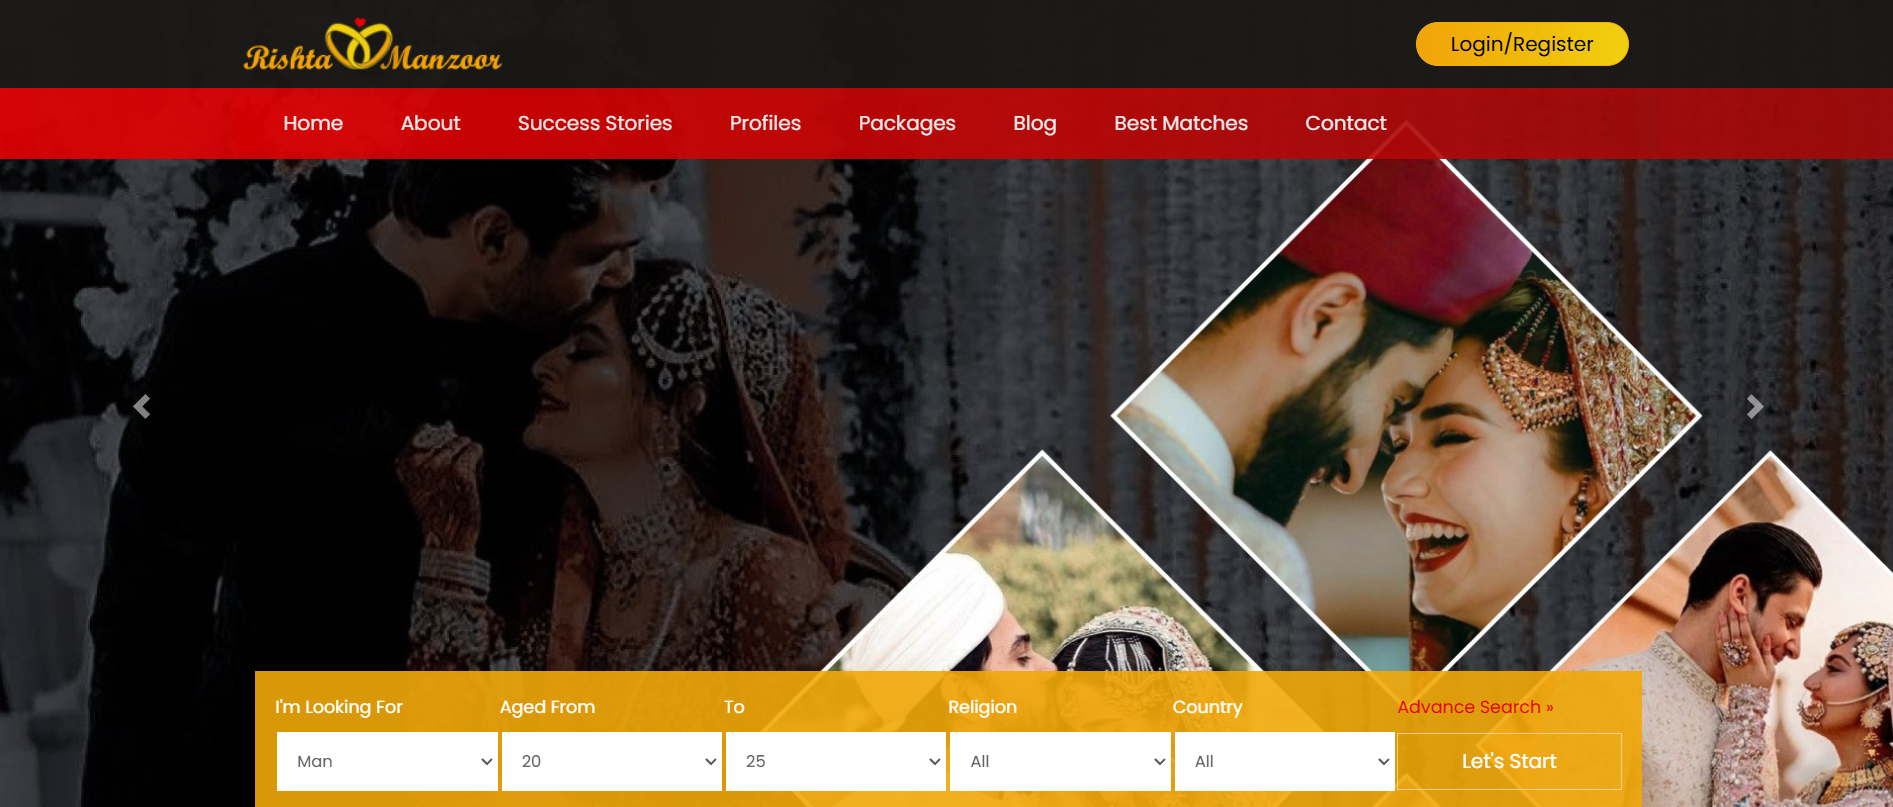 Rishta Manzoor
Login/Register
Home About Success Stories Profiles Packages Blog Best Matches Contact
I'm Looking For Aged From To Religion Country Advance Search »
Man 20 25 All All Let's Start